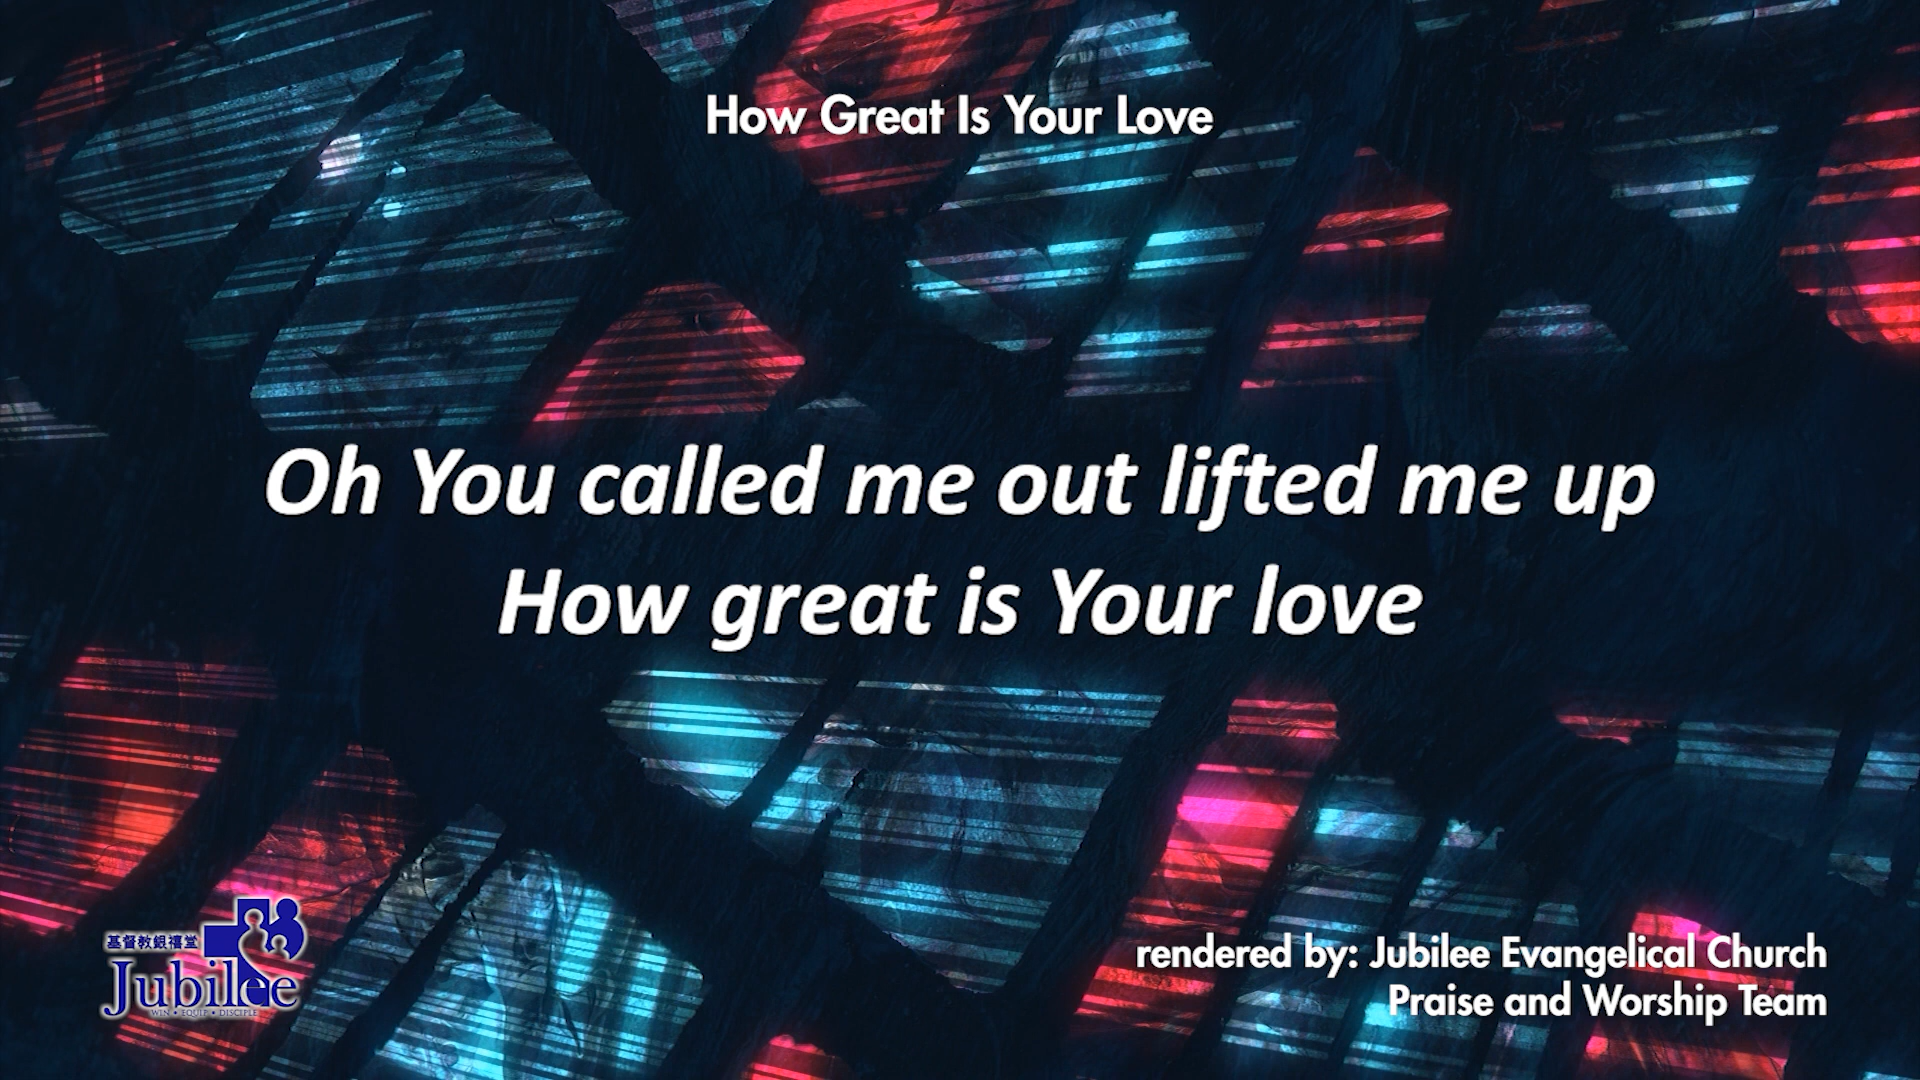 How Great Is Your Love
Oh You called me out lifted me up
How great is Your love
基督教銀禧堂
Jubilee
WIN • EQUIP • DISCIPLE
rendered by: Jubilee Evangelical Church
Praise and Worship Team